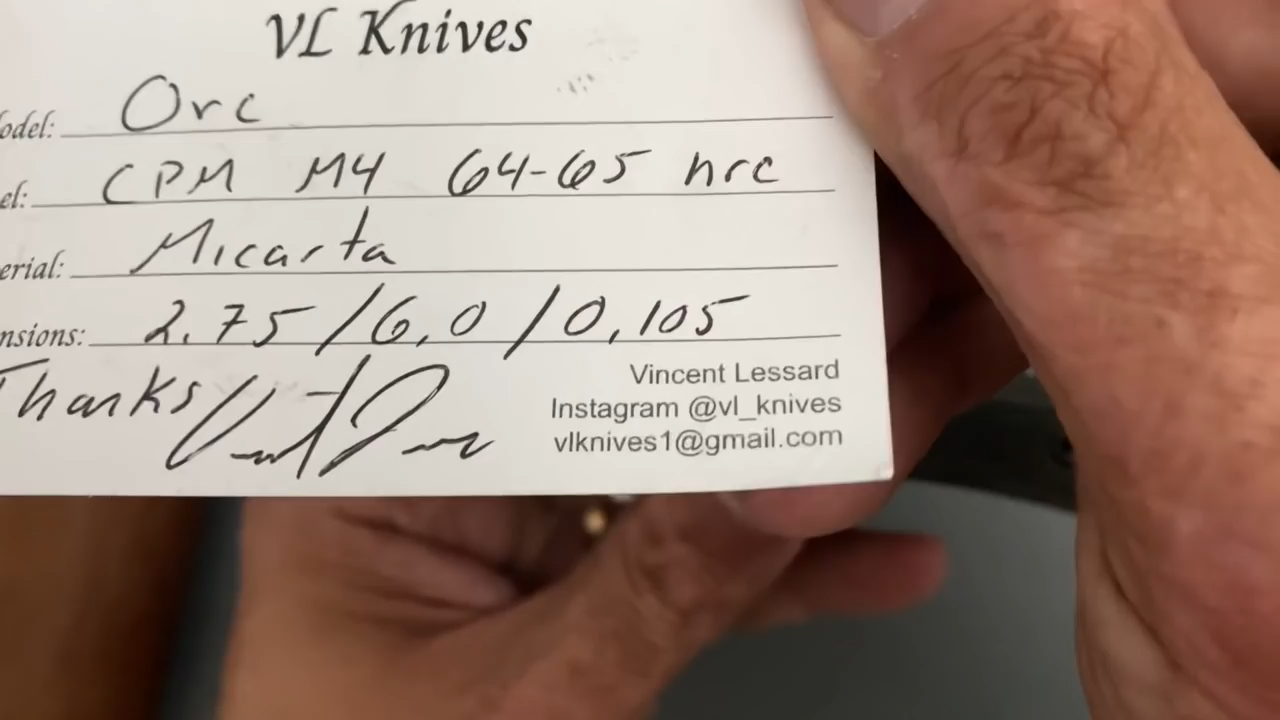 VL Knives
odel: Orc
el: CPM M4 64-65 hrc
erial: Micarta
nsions: 2.75/6,0/0,105
Thanks
Vincent Lessard
Instagram @vl_knives
vlknives1@gmail.com